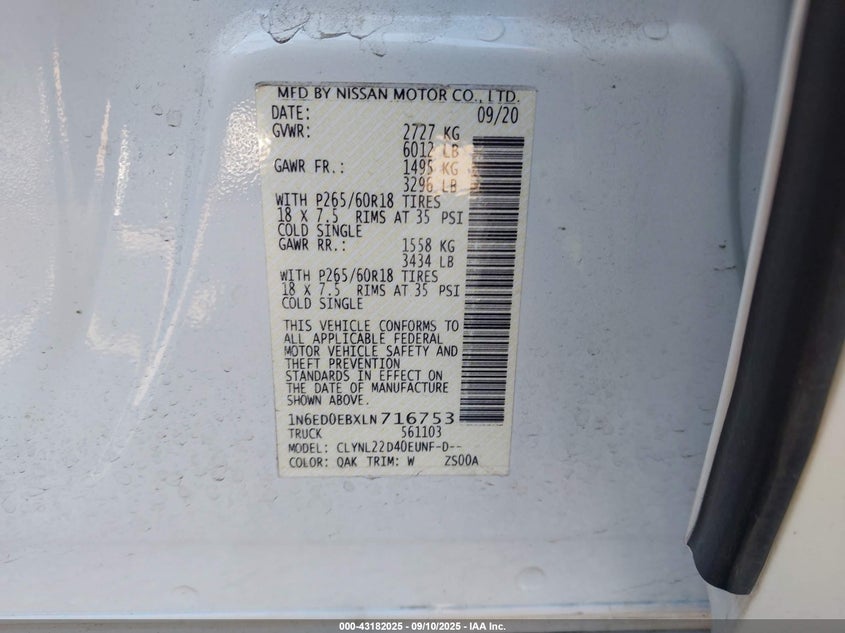 MFD BY NISSAN MOTOR CO., LTD.
DATE: 09/20
GVWR: 2727 KG
6012 LB
GAWR FR.: 1495 KG
3296 LB
WITH P265/60R18 TIRES
18 X 7.5 RIMS AT 35 PSI
COLD SINGLE
GAWR RR.: 1558 KG
3434 LB
WITH P265/60R18 TIRES
18 X 7.5 RIMS AT 35 PSI
COLD SINGLE
THIS VEHICLE CONFORMS TO
ALL APPLICABLE FEDERAL
MOTOR VEHICLE SAFETY AND
THEFT PREVENTION
STANDARDS IN EFFECT ON
THE DATE OF MANUFACTURE
SHOWN ABOVE.
1N6ED0EBXLN716753
TRUCK 561103
MODEL: CLYNL22D40EUNF-D--
COLOR: QAK TRIM: W ZS00A
000-43182025 - 09/10/2025 - IAA Inc.